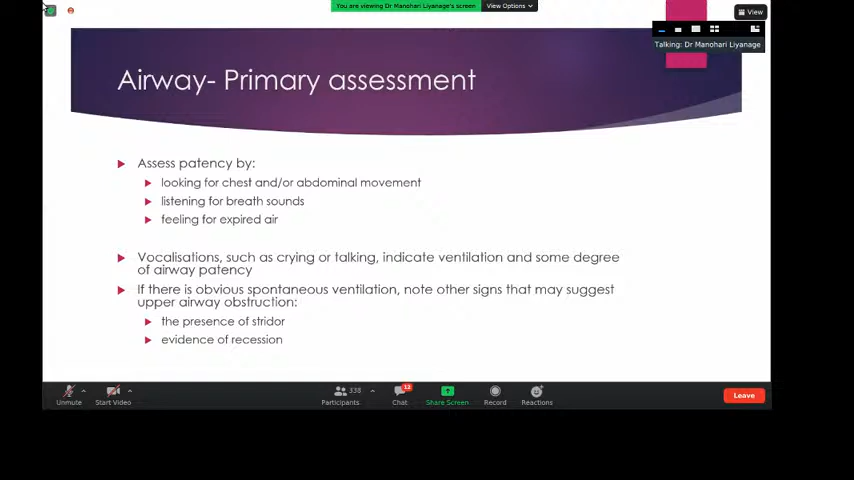 You are viewing Dr Manohari Liyanage's screen
View Options
View
Talking: Dr Manohari Liyanage
Airway- Primary assessment
Assess patency by:
looking for chest and/or abdominal movement
listening for breath sounds
feeling for expired air
Vocalisations, such as crying or talking, indicate ventilation and some degree
of airway patency
If there is obvious spontaneous ventilation, note other signs that may suggest
upper airway obstruction:
the presence of stridor
evidence of recession
338
12
Unmute
Start Video
Participants
Chat
Share Screen
Record
Reactions
Leave